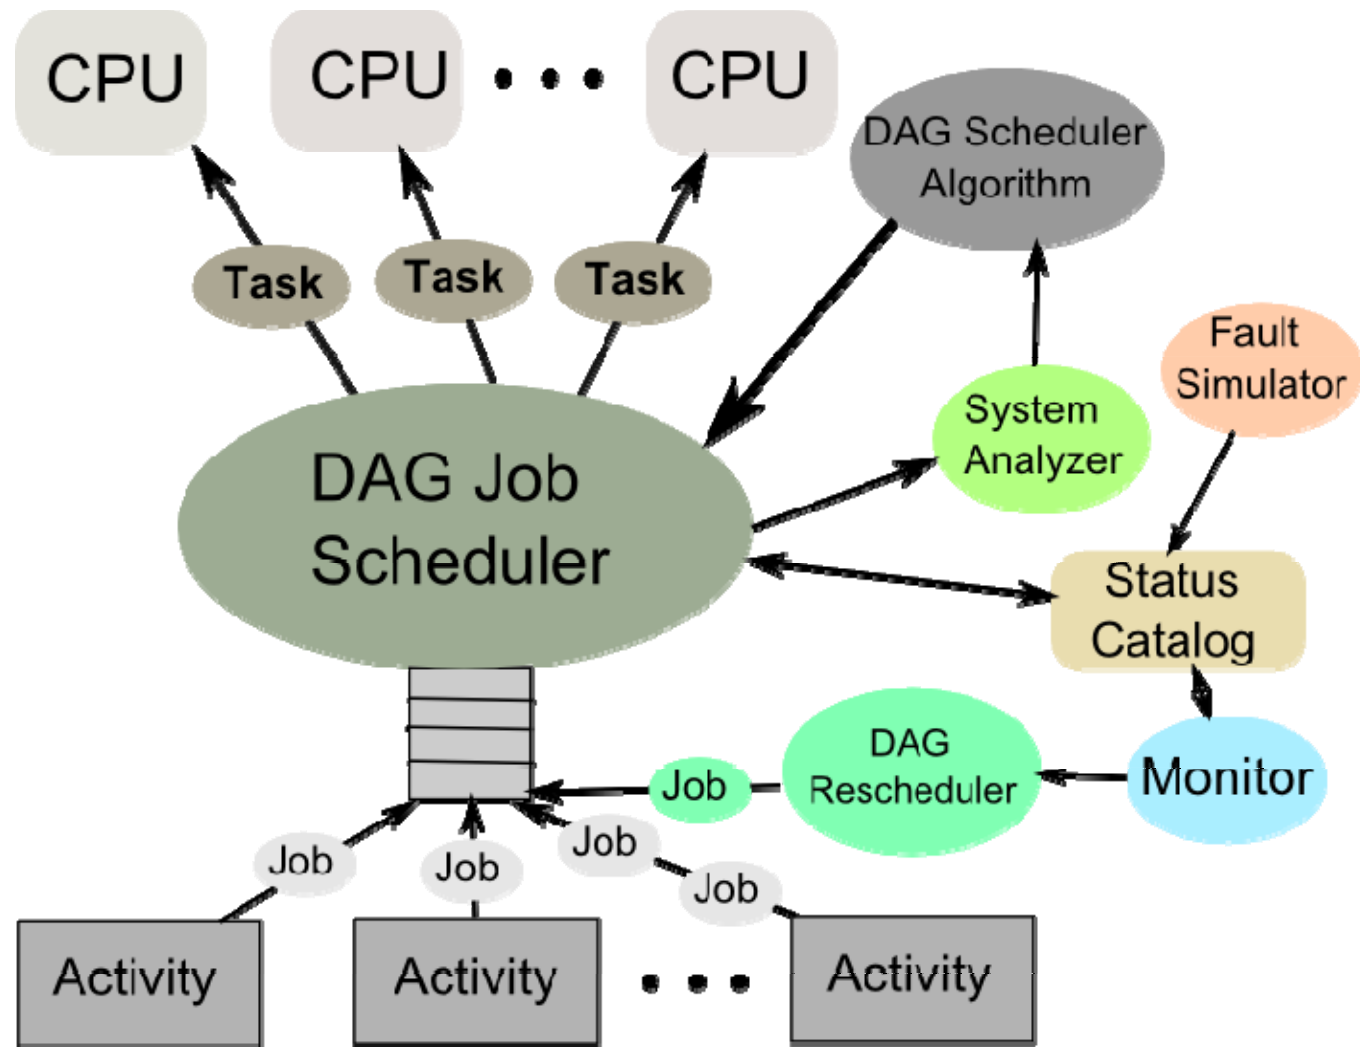 CPU
CPU
CPU
DAG Scheduler
Algorithm
Task
Task
Task
Fault
Simulator
System
Analyzer
DAG Job
Scheduler
Status
Catalog
DAG
Rescheduler
Monitor
Job
Job
Job
Job
Job
Activity
Activity
Activity